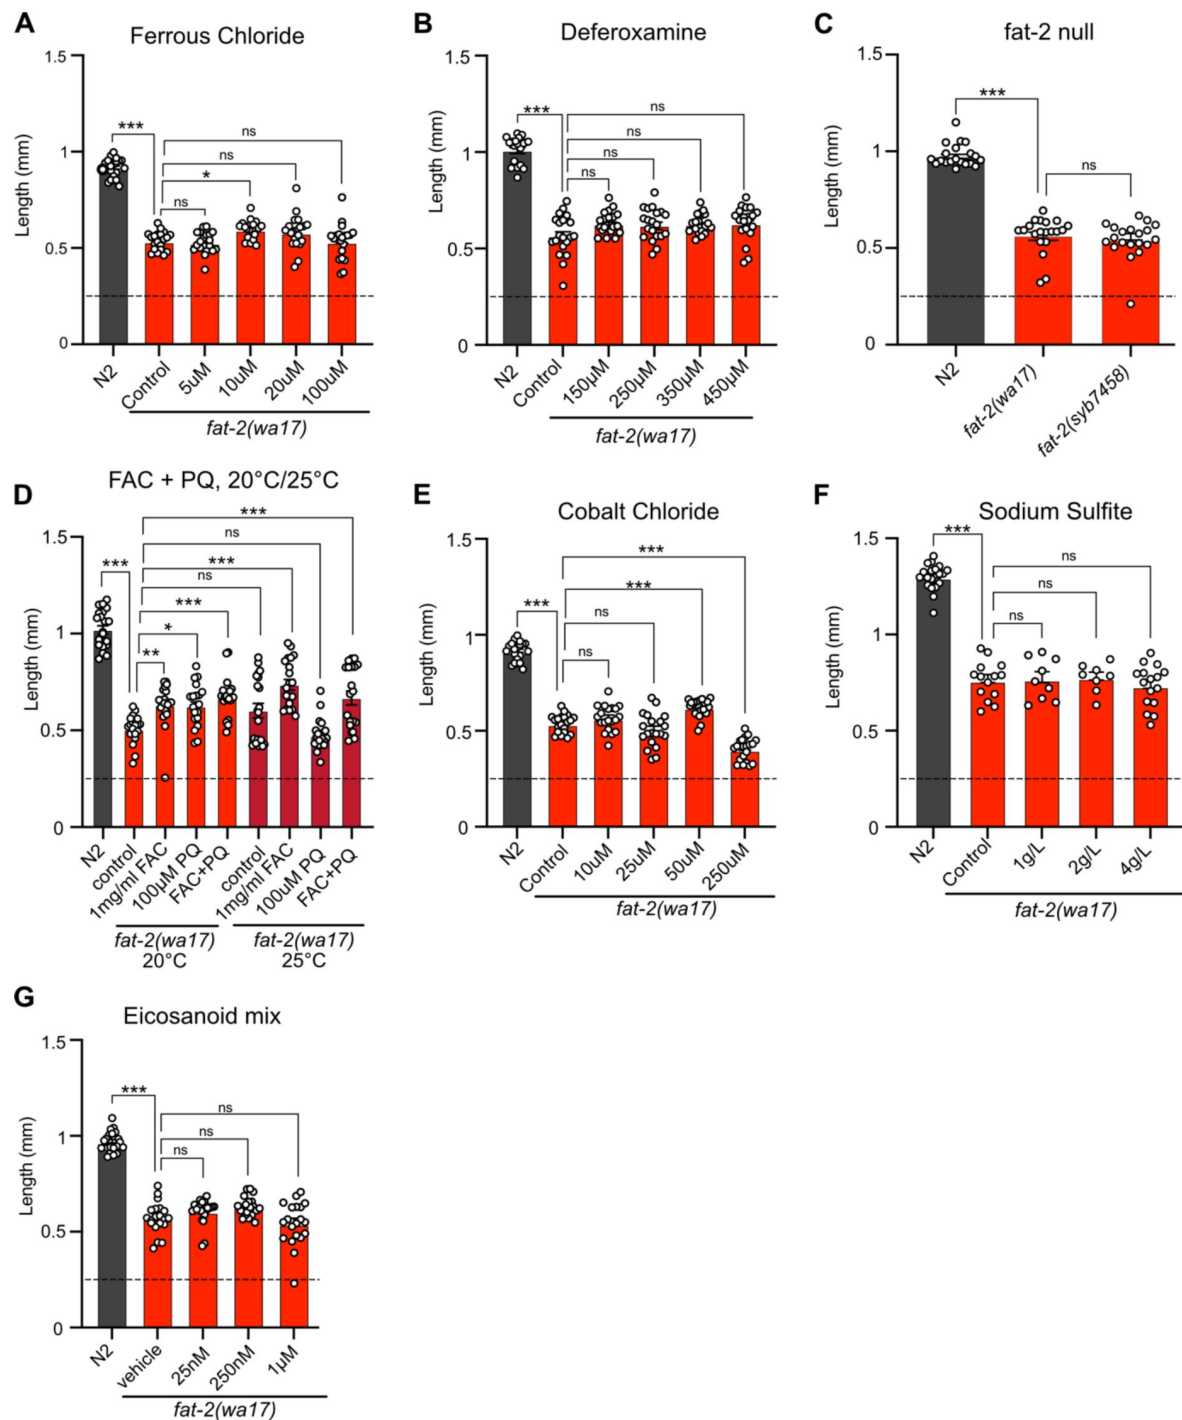 A
Ferrous Chloride
Length (mm)
1.5
1
0.5
0
***
ns
*
ns
ns
N2
Control
5uM
10uM
20uM
100uM
fat-2(wa17)
B
Deferoxamine
Length (mm)
1.5
1
0.5
0
***
ns
ns
ns
ns
N2
Control
150µM
250µM
350µM
450µM
fat-2(wa17)
C
fat-2 null
Length (mm)
1.5
1
0.5
0
***
ns
N2
fat-2(wa17)
fat-2(syb7458)
D
FAC + PQ, 20°C/25°C
Length (mm)
1.5
1
0.5
0
***
**
*
***
ns
***
ns
***
N2
control
1mg/ml FAC
100µM PQ
FAC+PQ
control
1mg/ml FAC
100uM PQ
FAC+PQ
fat-2(wa17)
20°C
fat-2(wa17)
25°C
E
Cobalt Chloride
Length (mm)
1.5
1
0.5
0
***
ns
ns
***
***
N2
Control
10uM
25uM
50uM
250uM
fat-2(wa17)
F
Sodium Sulfite
Length (mm)
1.5
1
0.5
0
***
ns
ns
ns
N2
Control
1g/L
2g/L
4g/L
fat-2(wa17)
G
Eicosanoid mix
Length (mm)
1.5
1
0.5
0
***
ns
ns
ns
N2
vehicle
25nM
250nM
1µM
fat-2(wa17)